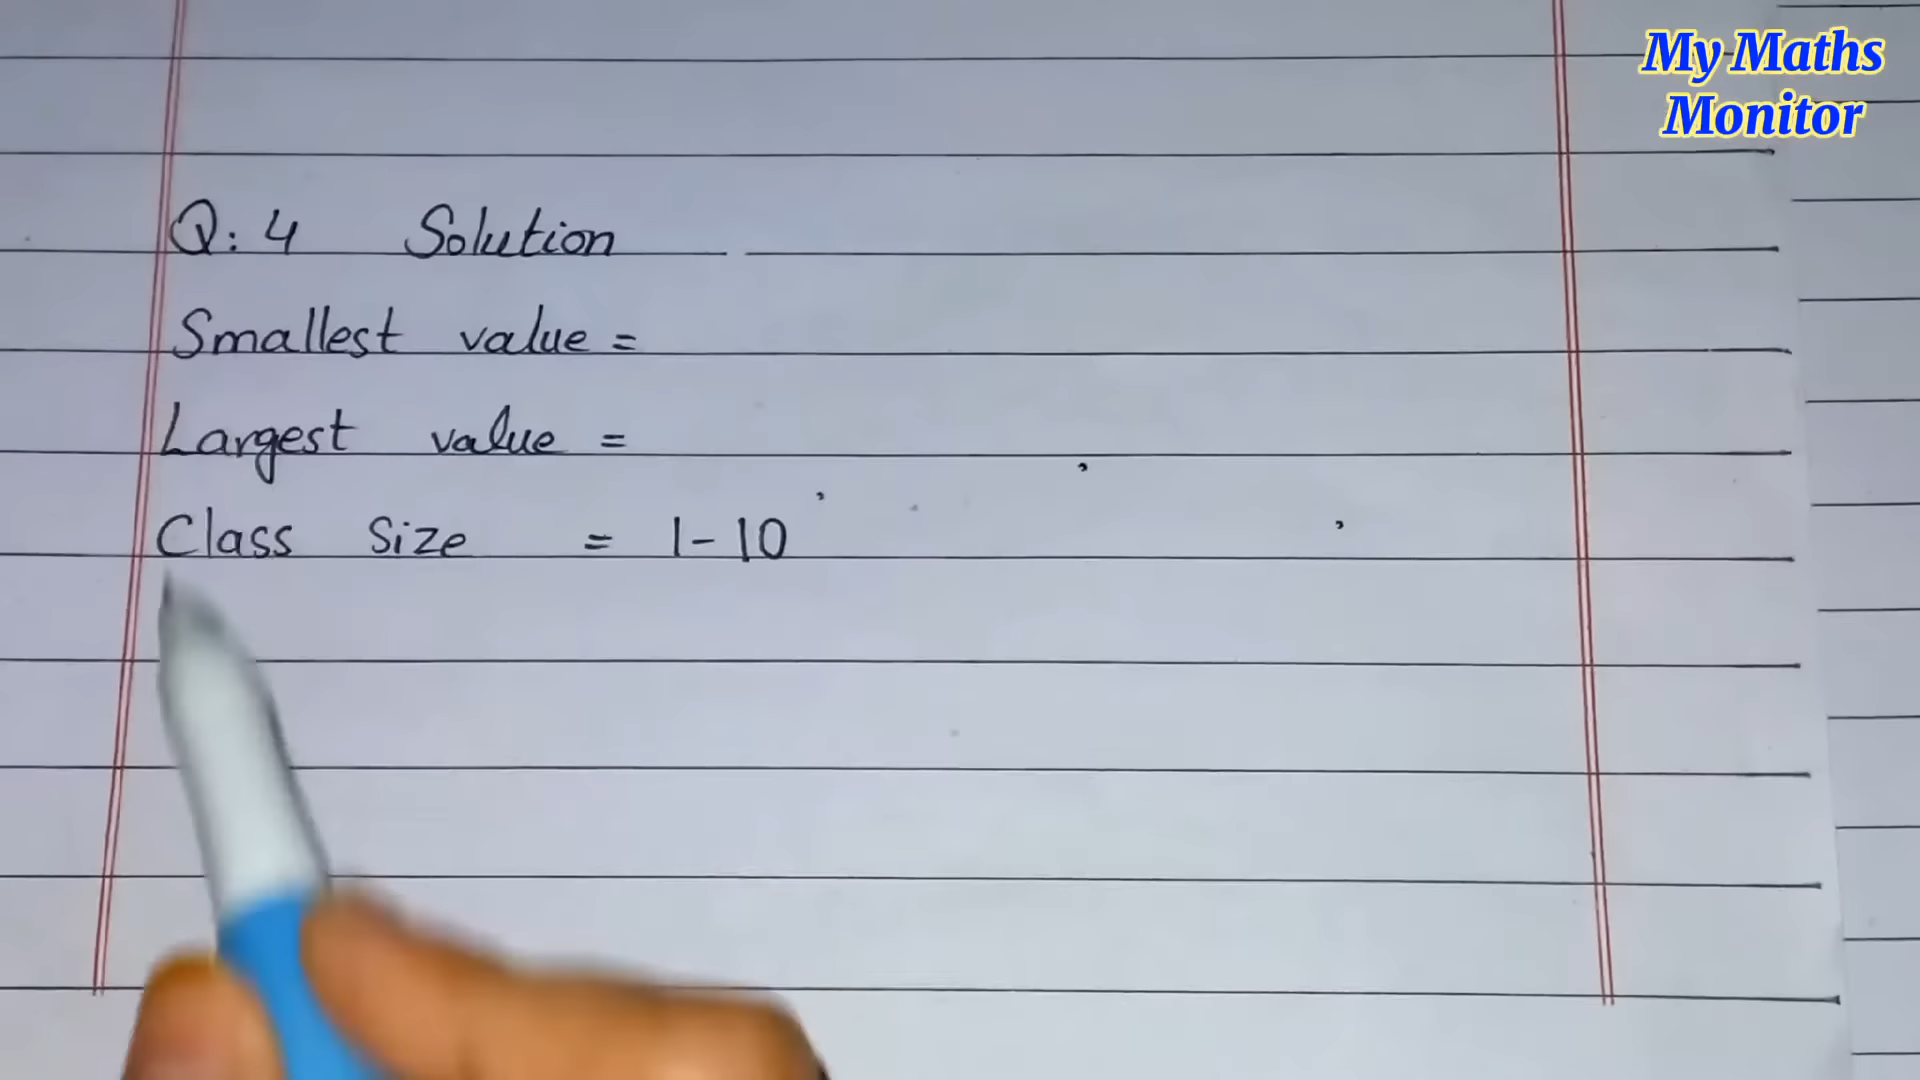 My Maths
Monitor
Q: 4 Solution
Smallest value =
Largest value =
Class Size = 1-10